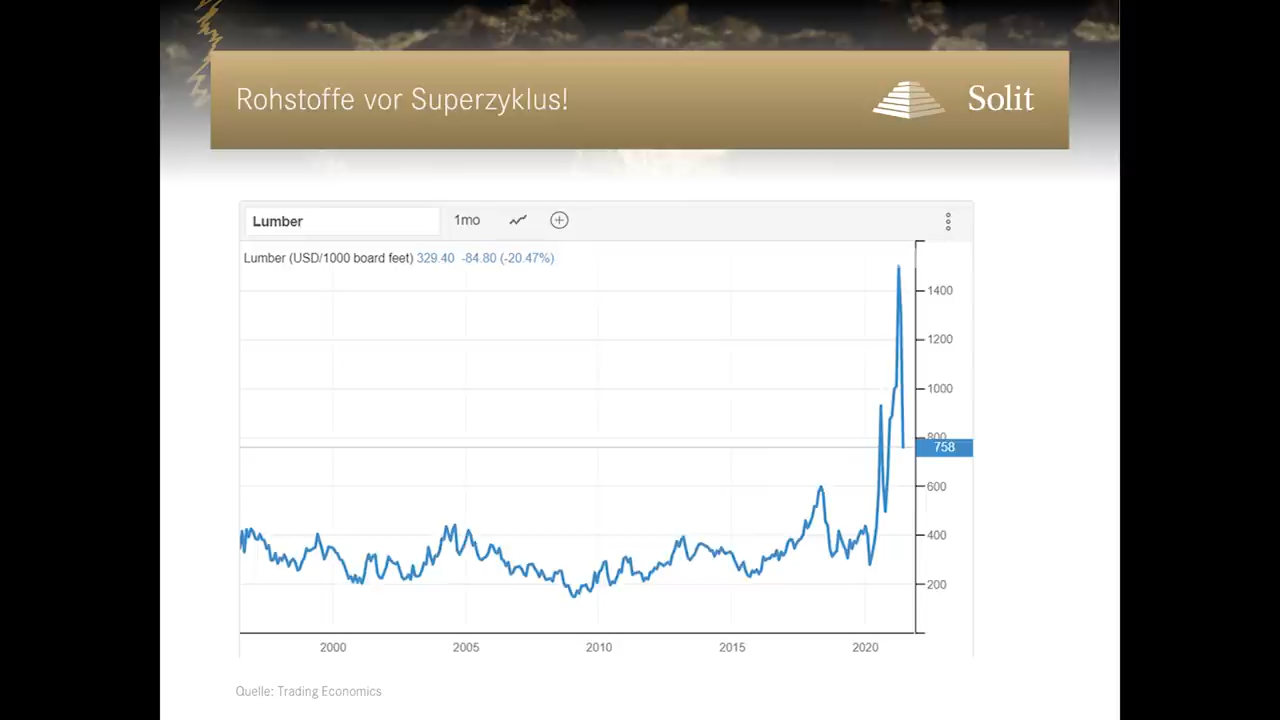 Rohstoffe vor Superzyklus!
Solit
Lumber 1mo
Lumber (USD/1000 board feet) 329.40 -84.80 (-20.47%)
1400
1200
1000
800
758
600
400
200
2000 2005 2010 2015 2020
Quelle: Trading Economics